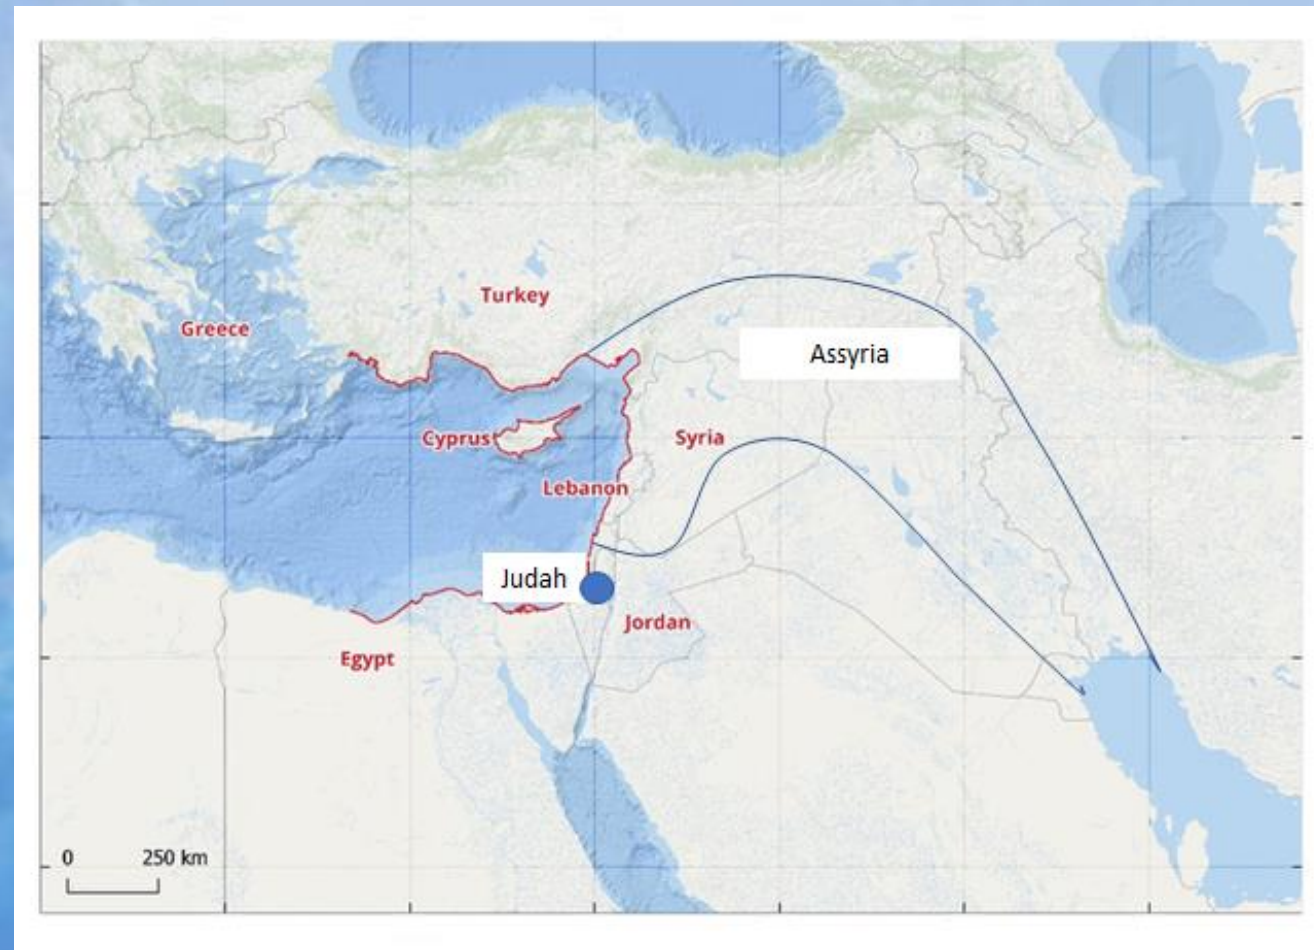 Turkey
Greece
Assyria
Cyprus
Syria
Lebanon
Judah
Jordan
Egypt
0 250 km